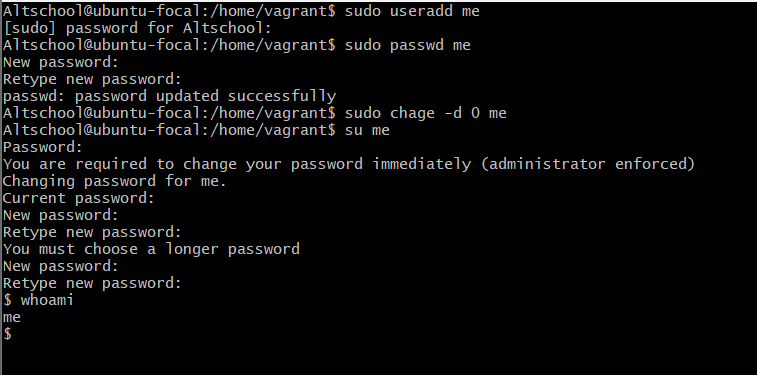 Altschool@ubuntu-focal:/home/vagrant$ sudo useradd me
[sudo] password for Altschool:
Altschool@ubuntu-focal:/home/vagrant$ sudo passwd me
New password:
Retype new password:
passwd: password updated successfully
Altschool@ubuntu-focal:/home/vagrant$ sudo chage -d 0 me
Altschool@ubuntu-focal:/home/vagrant$ su me
Password:
You are required to change your password immediately (administrator enforced)
Changing password for me.
Current password:
New password:
Retype new password:
You must choose a longer password
New password:
Retype new password:
$ whoami
me
$